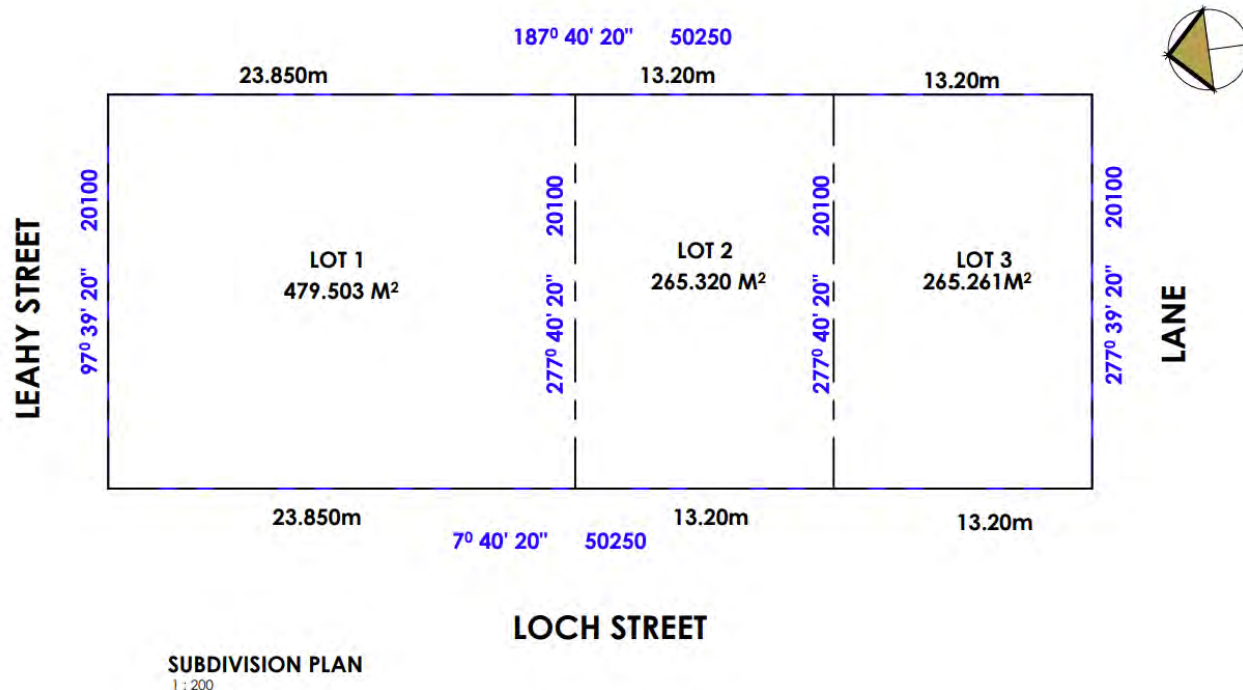 187⁰ 40' 20" 50250
23.850m 13.20m 13.20m
LEAHY STREET
97⁰ 39' 20" 20100
LOT 1
479.503 M²
277⁰ 40' 20" 20100
LOT 2
265.320 M²
277⁰ 40' 20" 20100
LOT 3
265.261M²
277⁰ 39' 20" 20100
LANE
23.850m 13.20m 13.20m
7⁰ 40' 20" 50250
LOCH STREET
SUBDIVISION PLAN
1 : 200